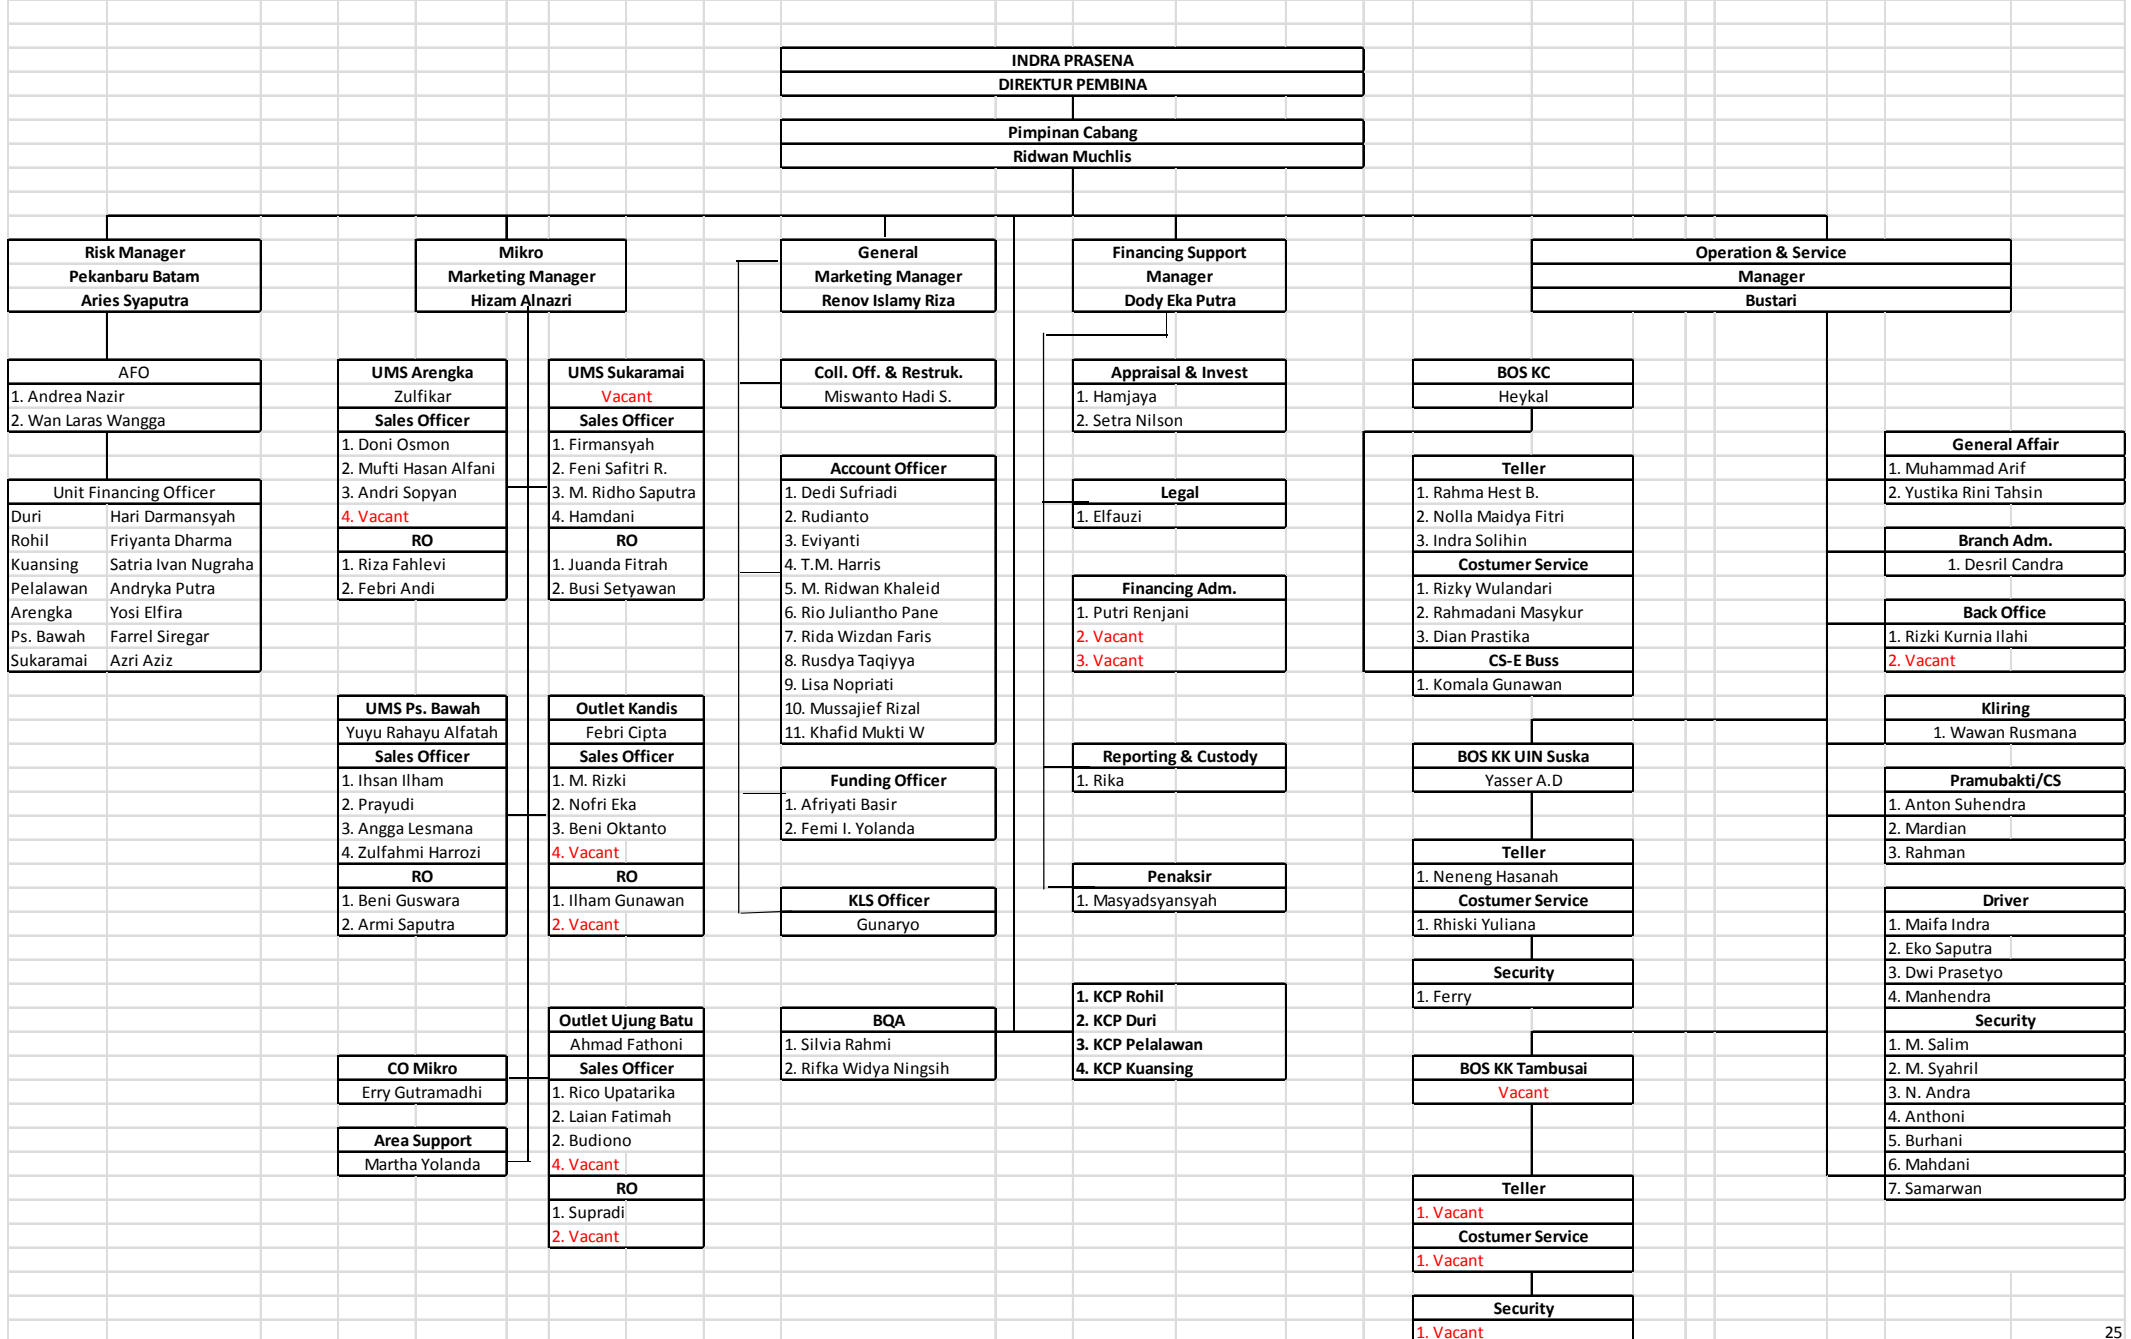 INDRA PRASENA
DIREKTUR PEMBINA
Pimpinan Cabang
Ridwan Muchlis
Risk Manager
Pekanbaru Batam
Aries Syaputra
AFO
1. Andrea Nazir
2. Wan Laras Wangga
Unit Financing Officer
Duri Hari Darmansyah
Rohil Friyanta Dharma
Kuansing Satria Ivan Nugraha
Pelalawan Andryka Putra
Arengka Yosi Elfira
Ps. Bawah Farrel Siregar
Sukaramai Azri Aziz
Mikro
Marketing Manager
Hizam Alnazri
UMS Arengka
Zulfikar
Sales Officer
1. Doni Osmon
2. Mufti Hasan Alfani
3. Andri Sopyan
4. Vacant
RO
1. Riza Fahlevi
2. Febri Andi
UMS Sukaramai
Vacant
Sales Officer
1. Firmansyah
2. Feni Safitri R.
3. M. Ridho Saputra
4. Hamdani
RO
1. Juanda Fitrah
2. Busi Setyawan
UMS Ps. Bawah
Yuyu Rahayu Alfatah
Sales Officer
1. Ihsan Ilham
2. Prayudi
3. Angga Lesmana
4. Zulfahmi Harrozi
RO
1. Beni Guswara
2. Armi Saputra
Outlet Kandis
Febri Cipta
Sales Officer
1. M. Rizki
2. Nofri Eka
3. Beni Oktanto
4. Vacant
RO
1. Ilham Gunawan
2. Vacant
CO Mikro
Erry Gutramadhi
Area Support
Martha Yolanda
Outlet Ujung Batu
Ahmad Fathoni
Sales Officer
1. Rico Upatarika
2. Laian Fatimah
2. Budiono
4. Vacant
RO
1. Supradi
2. Vacant
General
Marketing Manager
Renov Islamy Riza
Coll. Off. & Restruk.
Miswanto Hadi S.
Account Officer
1. Dedi Sufriadi
2. Rudianto
3. Eviyanti
4. T.M. Harris
5. M. Ridwan Khaleid
6. Rio Juliantho Pane
7. Rida Wizdan Faris
8. Rusdya Taqiyya
9. Lisa Nopriati
10. Mussajief Rizal
11. Khafid Mukti W
Funding Officer
1. Afriyati Basir
2. Femi I. Yolanda
KLS Officer
Gunaryo
BQA
1. Silvia Rahmi
2. Rifka Widya Ningsih
Financing Support
Manager
Dody Eka Putra
Appraisal & Invest
1. Hamjaya
2. Setra Nilson
Legal
1. Elfauzi
Financing Adm.
1. Putri Renjani
2. Vacant
3. Vacant
Reporting & Custody
1. Rika
Penaksir
1. Masyadsyansyah
1. KCP Rohil
2. KCP Duri
3. KCP Pelalawan
4. KCP Kuansing
Operation & Service
Manager
Bustari
BOS KC
Heykal
Teller
1. Rahma Hest B.
2. Nolla Maidya Fitri
3. Indra Solihin
Costumer Service
1. Rizky Wulandari
2. Rahmadani Masykur
3. Dian Prastika
CS-E Buss
1. Komala Gunawan
BOS KK UIN Suska
Yasser A.D
Teller
1. Neneng Hasanah
Costumer Service
1. Rhiski Yuliana
Security
1. Ferry
BOS KK Tambusai
Vacant
Teller
1. Vacant
Costumer Service
1. Vacant
Security
1. Vacant
General Affair
1. Muhammad Arif
2. Yustika Rini Tahsin
Branch Adm.
1. Desril Candra
Back Office
1. Rizki Kurnia Ilahi
2. Vacant
Kliring
1. Wawan Rusmana
Pramubakti/CS
1. Anton Suhendra
2. Mardian
3. Rahman
Driver
1. Maifa Indra
2. Eko Saputra
3. Dwi Prasetyo
4. Manhendra
Security
1. M. Salim
2. M. Syahril
3. N. Andra
4. Anthoni
5. Burhani
6. Mahdani
7. Samarwan
25